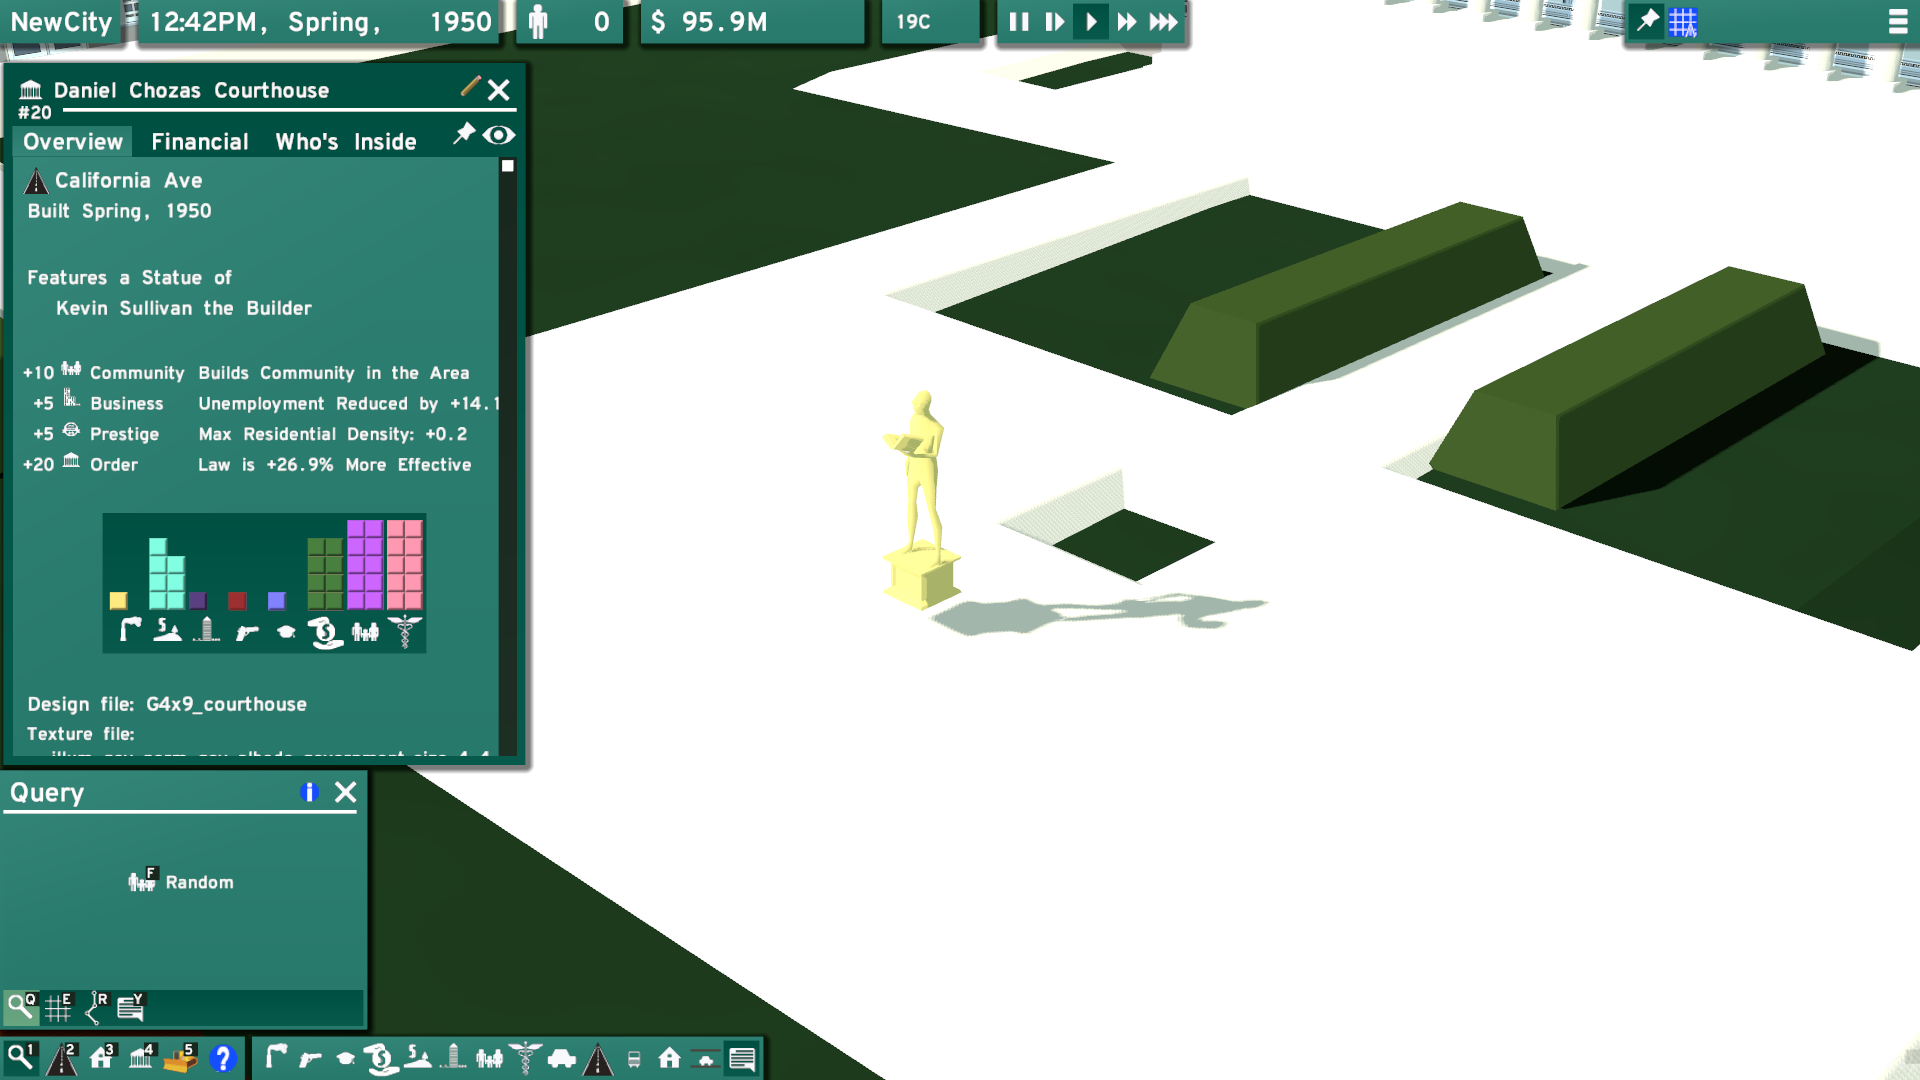 NewCity 12:42PM, Spring, 1950 0 $ 95.9M 19C
Daniel Chozas Courthouse
#20
Overview Financial Who's Inside
California Ave
Built Spring, 1950
Features a Statue of
Kevin Sullivan the Builder
+10 Community Builds Community in the Area
+5 Business Unemployment Reduced by +14.1
+5 Prestige Max Residential Density: +0.2
+20 Order Law is +26.9% More Effective
Design file: G4x9_courthouse
Texture file:
Query i
F
Random
Q E R Y
1 2 3 4 5 ?